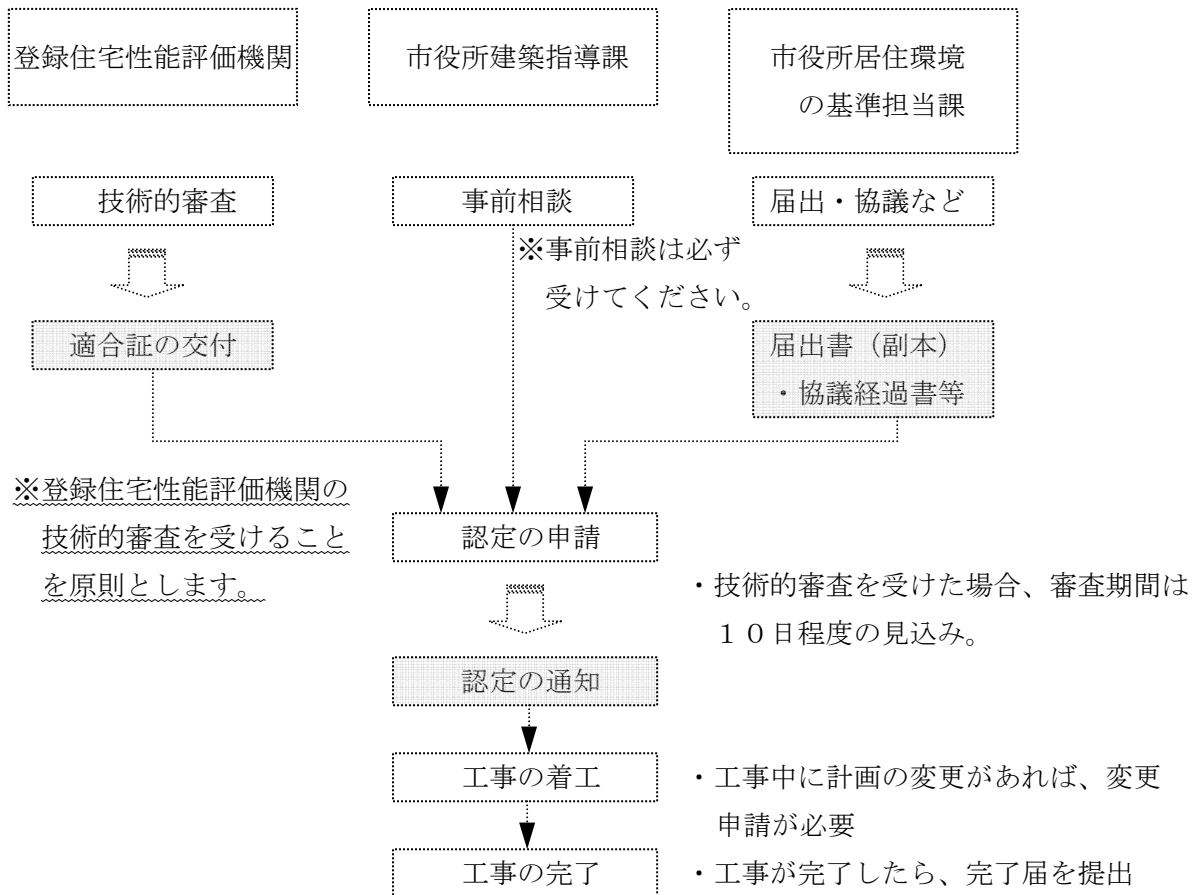 登録住宅性能評価機関
市役所建築指導課
市役所居住環境
の基準担当課
技術的審査
事前相談
届出・協議など
※事前相談は必ず
受けてください。
適合証の交付
届出書（副本）
・協議経過書等
※登録住宅性能評価機関の
技術的審査を受けること
を原則とします。
認定の申請
・技術的審査を受けた場合、審査期間は
１０日程度の見込み。
認定の通知
工事の着工
・工事中に計画の変更があれば、変更
申請が必要
工事の完了
・工事が完了したら、完了届を提出